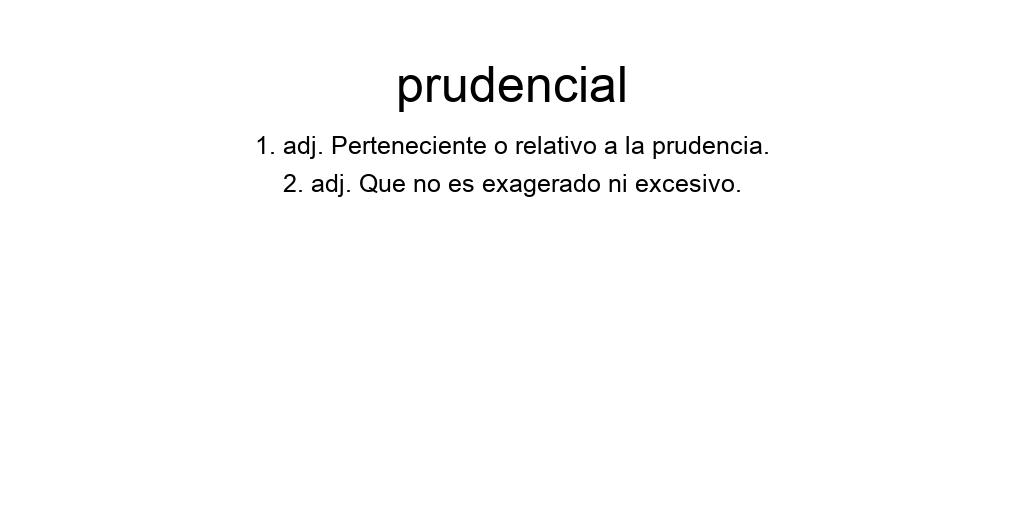 prudencial
1. adj. Perteneciente o relativo a la prudencia.
2. adj. Que no es exagerado ni excesivo.